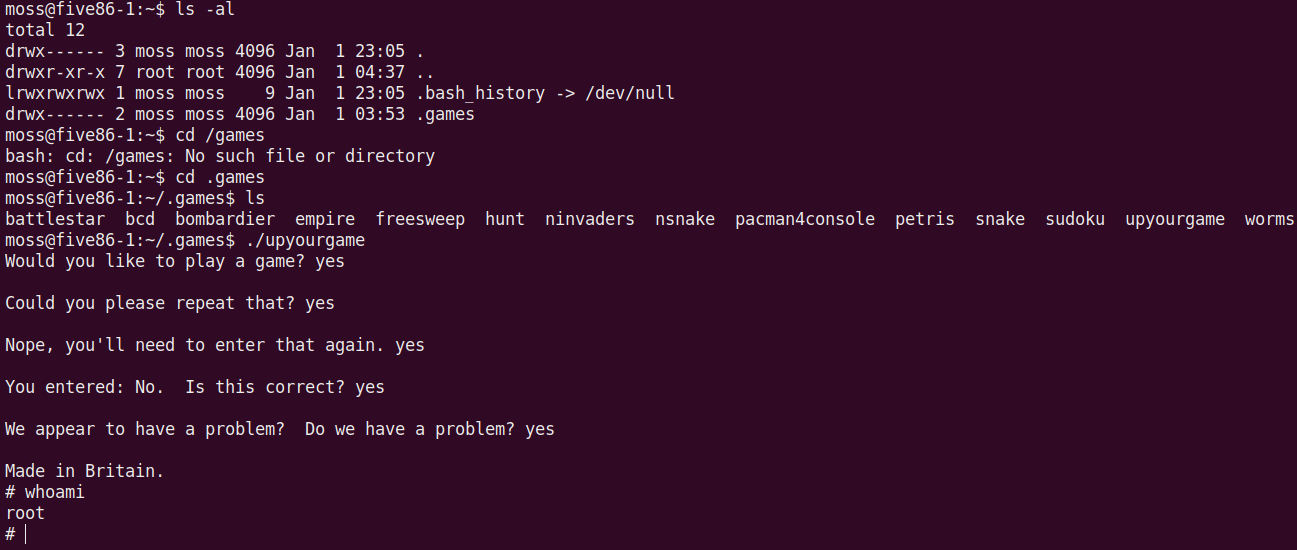 moss@five86-1:~$ ls -al
total 12
drwx------ 3 moss moss 4096 Jan  1 23:05 .
drwxr-xr-x 7 root root 4096 Jan  1 04:37 ..
lrwxrwxrwx 1 moss moss    9 Jan  1 23:05 .bash_history -> /dev/null
drwx------ 2 moss moss 4096 Jan  1 03:53 .games
moss@five86-1:~$ cd /games
bash: cd: /games: No such file or directory
moss@five86-1:~$ cd .games
moss@five86-1:~/.games$ ls
battlestar  bcd  bombardier  empire  freesweep  hunt  ninvaders  nsnake  pacman4console  petris  snake  sudoku  upyourgame  worms
moss@five86-1:~/.games$ ./upyourgame
Would you like to play a game? yes
Could you please repeat that? yes
Nope, you'll need to enter that again. yes
You entered: No.  Is this correct? yes
We appear to have a problem?  Do we have a problem? yes
Made in Britain.
# whoami
root
#